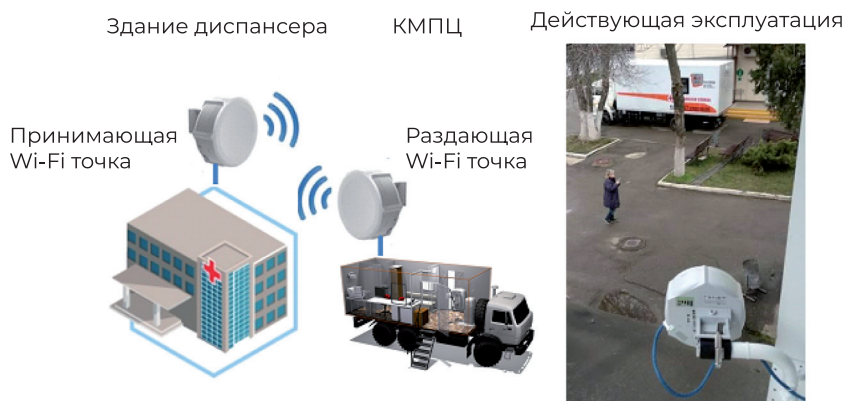 Здание диспансера
КМПЦ
Действующая эксплуатация
Принимающая
Wi-Fi точка
Раздающая
Wi-Fi точка